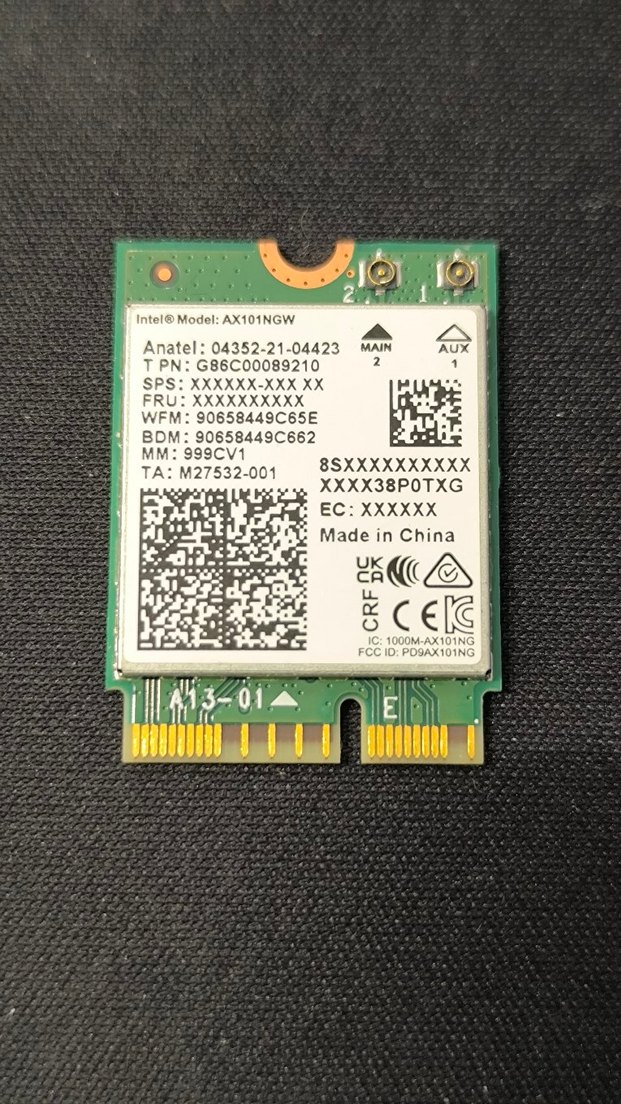 2 1
Intel® Model: AX101NGW
Anatel: 04352-21-04423
T PN: G86C00089210
SPS: XXXXXX-XXX XX
FRU: XXXXXXXXXX
WFM: 90658449C65E
BDM: 90658449C662
MM: 999CV1
TA: M27532-001
MAIN
2
AUX
1
8SXXXXXXXXXX
XXXX38P0TXG
EC: XXXXXX
Made in China
UK
CA
CRF
CE
IC: 1000M-AX101NG
FCC ID: PD9AX101NG
A13-01
E